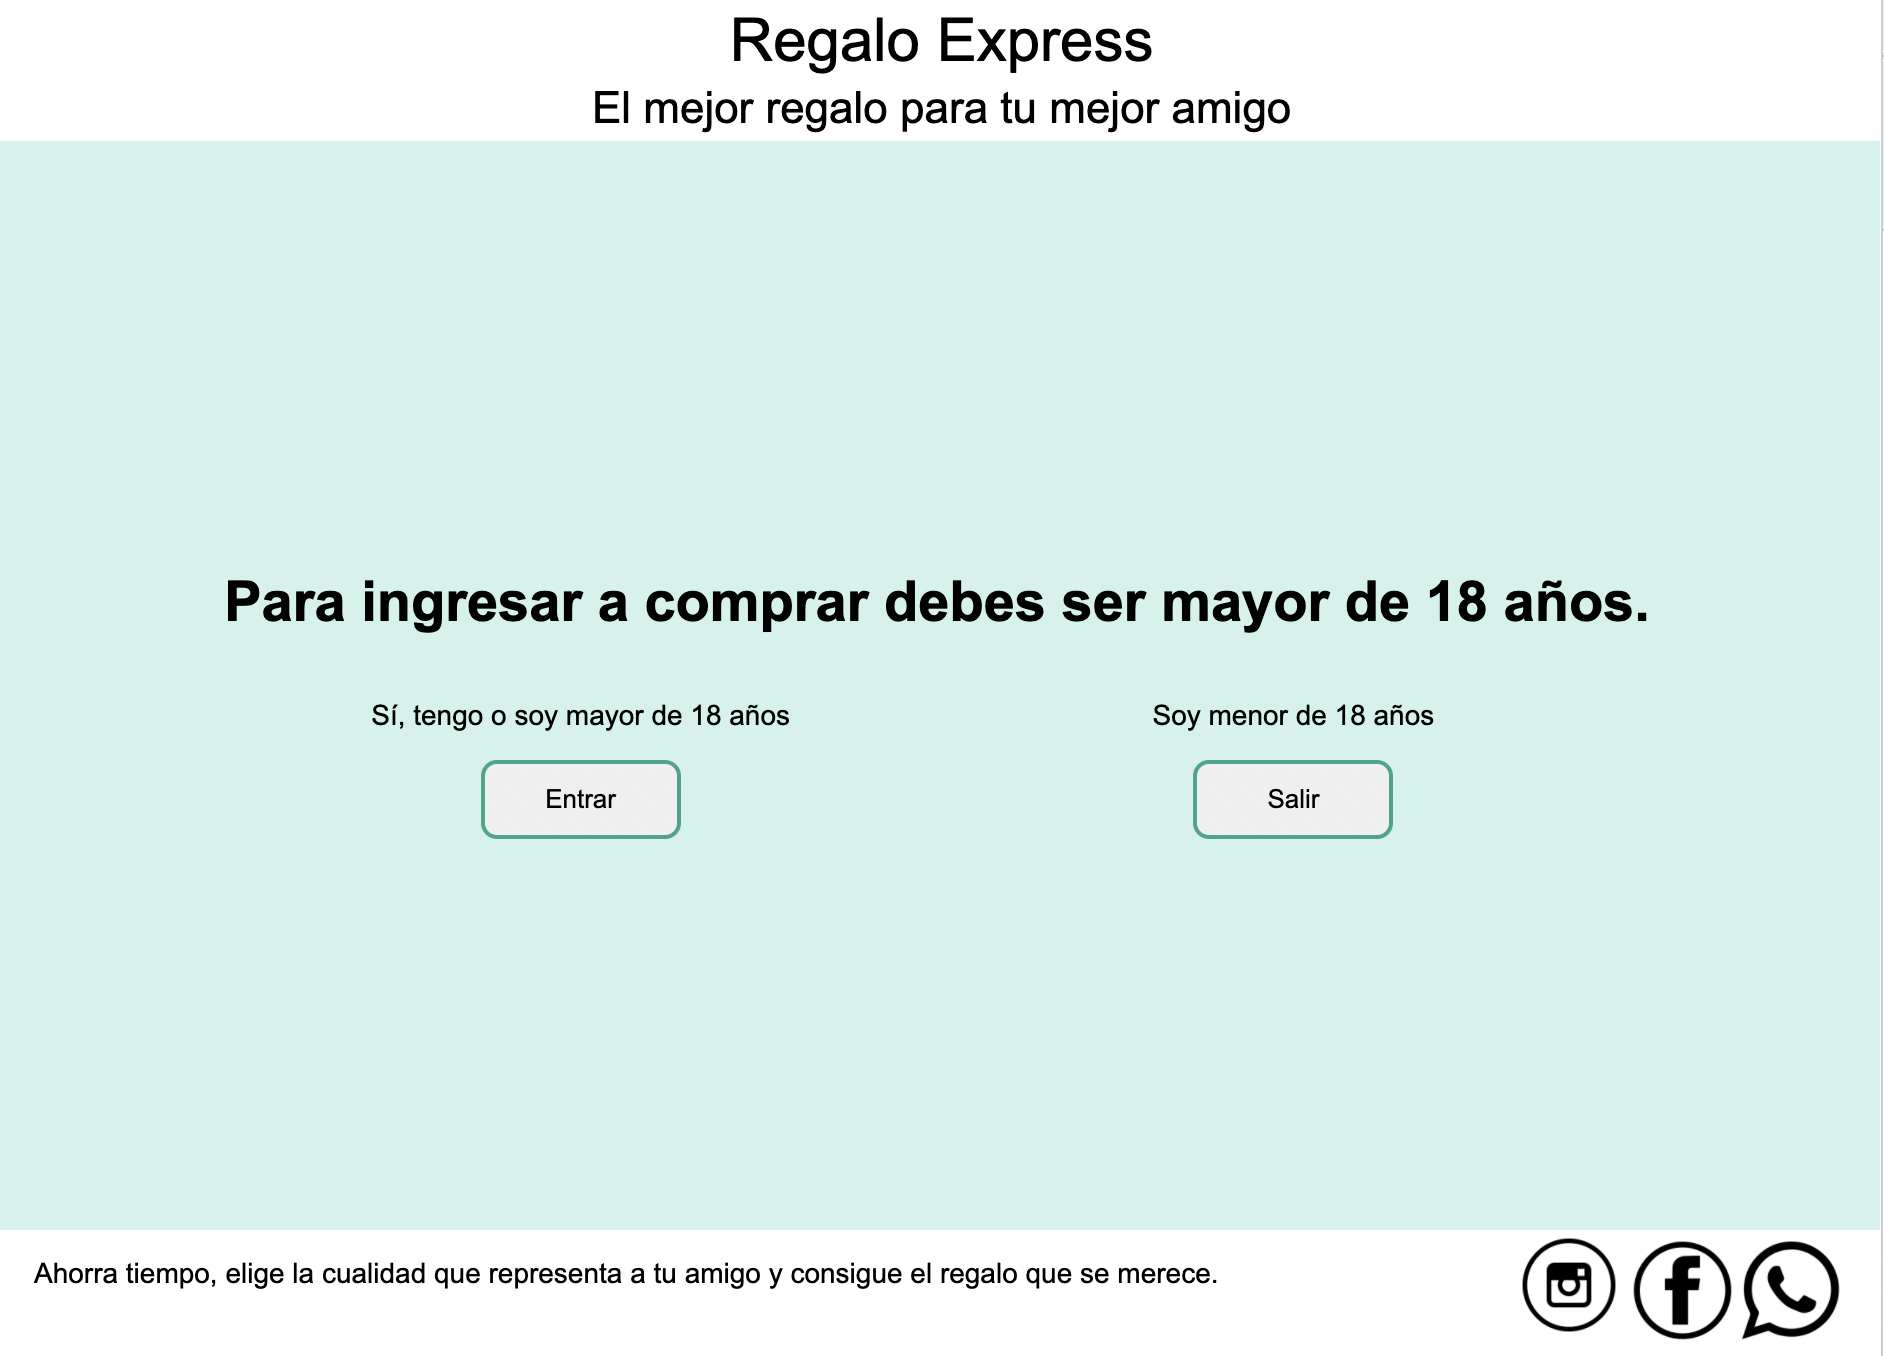 Regalo Express
El mejor regalo para tu mejor amigo
Para ingresar a comprar debes ser mayor de 18 años.
Sí, tengo o soy mayor de 18 años
Entrar
Soy menor de 18 años
Salir
Ahorra tiempo, elige la cualidad que representa a tu amigo y consigue el regalo que se merece.